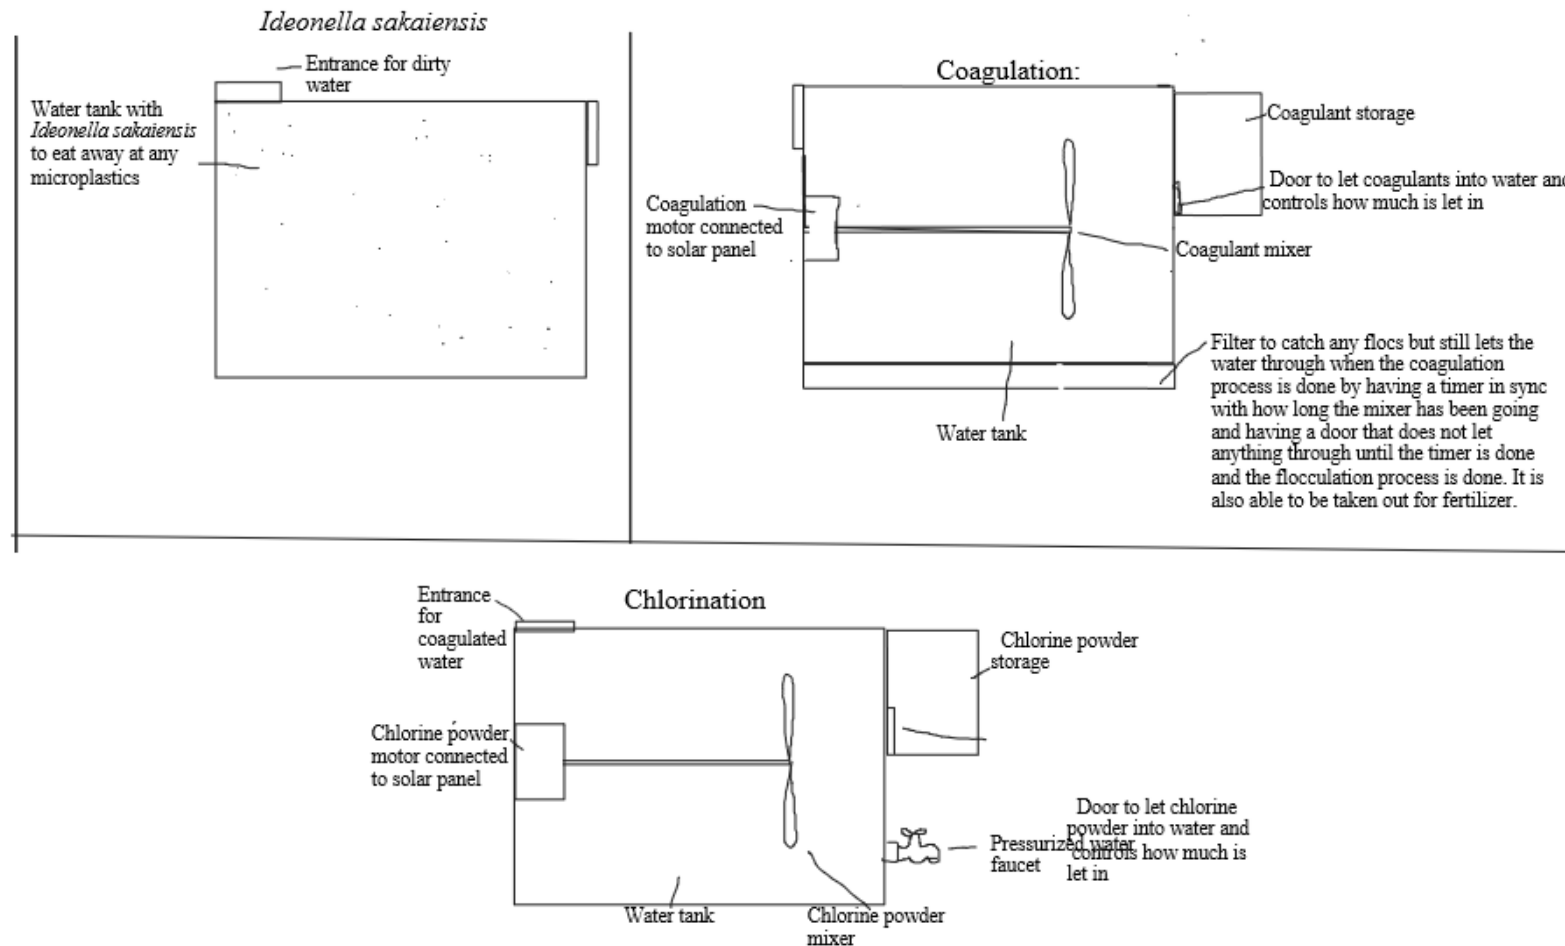 Ideonella sakaiensis
Entrance for dirty
water
Water tank with
Ideonella sakaiensis
to eat away at any
microplastics
Coagulation:
Coagulant storage
Door to let coagulants into water and
controls how much is let in
Coagulation
motor connected
to solar panel
Coagulant mixer
Filter to catch any flocs but still lets the
water through when the coagulation
process is done by having a timer in sync
with how long the mixer has been going
and having a door that does not let
anything through until the timer is done
and the flocculation process is done. It is
also able to be taken out for fertilizer.
Water tank
Chlorination
Entrance
for
coagulated
water
Chlorine powder
storage
Chlorine powder
motor connected
to solar panel
Door to let chlorine
powder into water and
controls how much is
let in
Pressurized water
faucet
Water tank
Chlorine powder
mixer